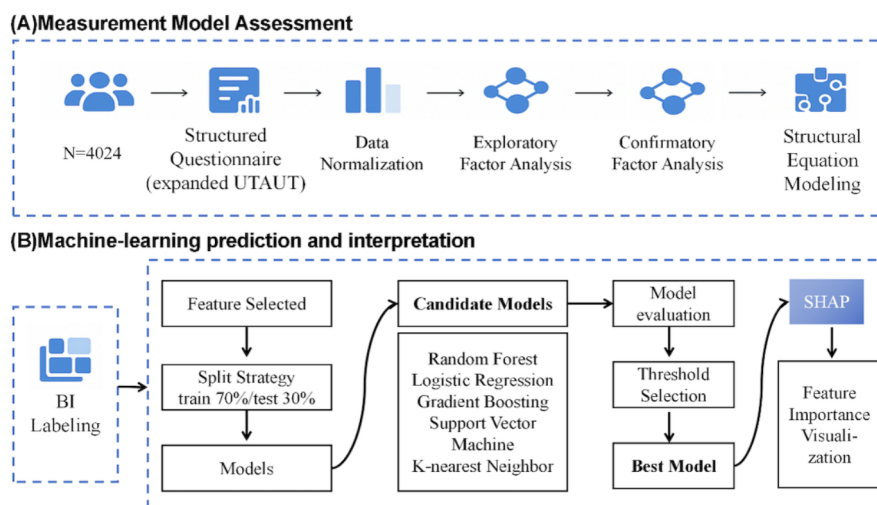 (A)Measurement Model Assessment
N=4024
Structured
Questionnaire
(expanded UTAUT)
Data
Normalization
Exploratory
Factor Analysis
Confirmatory
Factor Analysis
Structural
Equation
Modeling
(B)Machine-learning prediction and interpretation
BI
Labeling
Feature Selected
Split Strategy
train 70%/test 30%
Models
Candidate Models
Random Forest
Logistic Regression
Gradient Boosting
Support Vector
Machine
K-nearest Neighbor
Model
evaluation
Threshold
Selection
Best Model
SHAP
Feature
Importance
Visuali-
zation